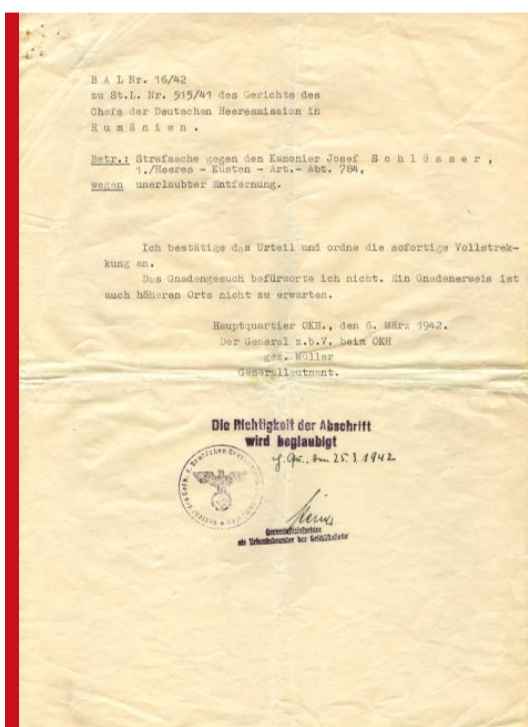 B A L Nr. 16/42
zu St.L. Nr. 515/41 des Gerichts des
Chefs der Deutschen Heeresmission in
R u m ä n i e n .
Betr.: Strafsache gegen den Kanonier Josef S c h l ö s s e r ,
1./Heeres - Küsten - Art.- Abt. 784,
wegen unerlaubter Entfernung.
Ich bestätige das Urteil und ordne die sofortige Vollstrek-
kung an.
Das Gnadengesuch befürworte ich nicht. Ein Gnadenerweis ist
auch höheren Orts nicht zu erwarten.
Hauptquartier OKH., den 6. März 1942.
Der General z.b.V. beim OKH
gez. Müller
Generalleutnant.
Die Richtigkeit der Abschrift
wird beglaubigt
25.3.1942
als Urkundsbeamter der Geschäftsstelle